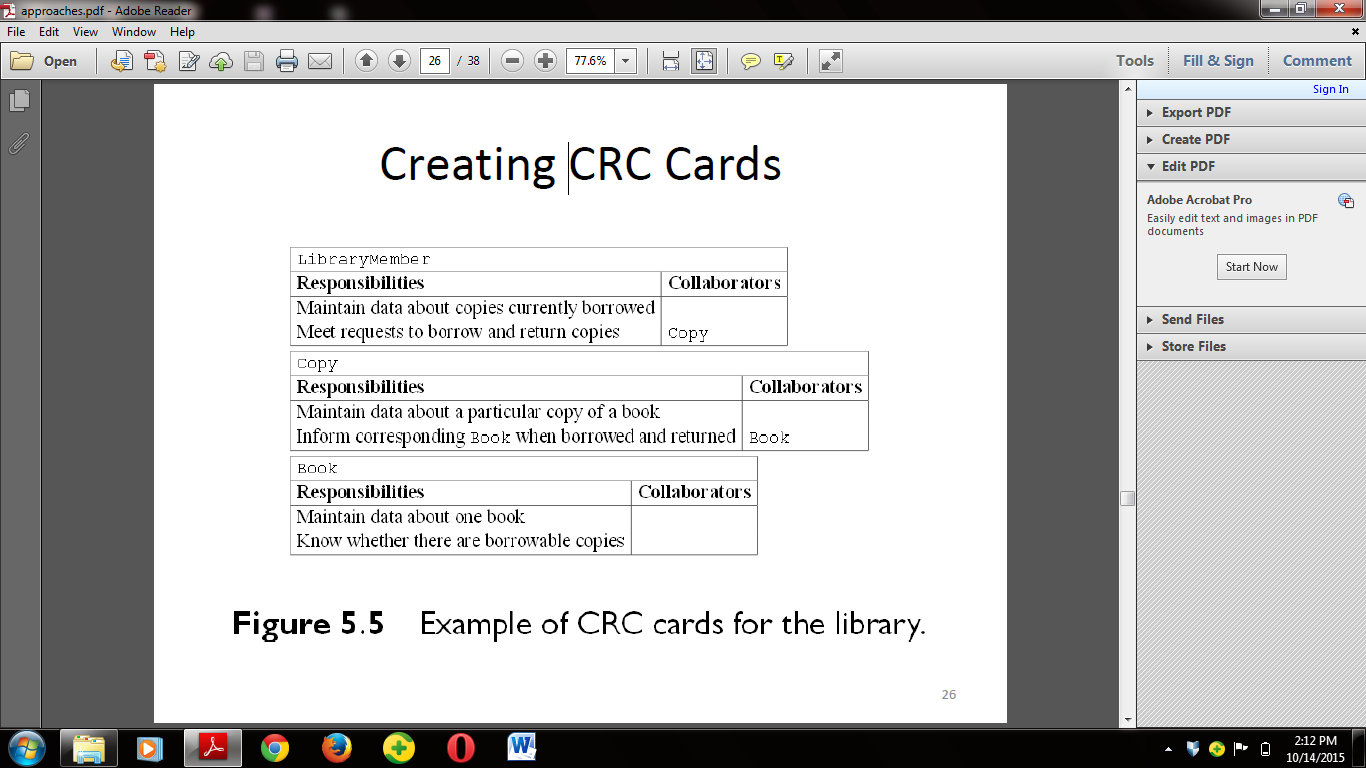 approaches.pdf - Adobe Reader
File Edit View Window Help
Open 26 / 38 77.6% Tools Fill & Sign Comment
Sign In
Export PDF
Create PDF
Edit PDF
Adobe Acrobat Pro
Easily edit text and images in PDF
documents
Start Now
Send Files
Store Files
Creating CRC Cards
LibraryMember
Responsibilities Collaborators
Maintain data about copies currently borrowed
Meet requests to borrow and return copies Copy
Copy
Responsibilities Collaborators
Maintain data about a particular copy of a book
Inform corresponding Book when borrowed and returned Book
Book
Responsibilities Collaborators
Maintain data about one book
Know whether there are borrowable copies
Figure 5.5 Example of CRC cards for the library.
26
2:12 PM
10/14/2015